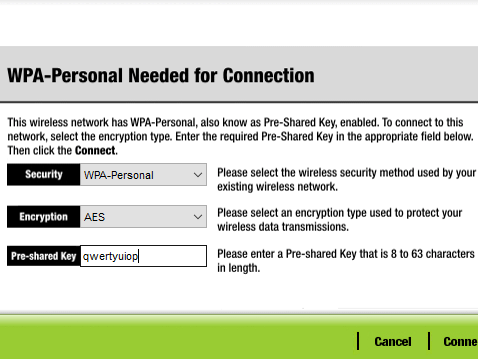 WPA-Personal Needed for Connection
This wireless network has WPA-Personal, also know as Pre-Shared Key, enabled. To connect to this
network, select the encryption type. Enter the required Pre-Shared Key in the appropriate field below.
Then click the Connect.
Security WPA-Personal Please select the wireless security method used by your
existing wireless network.
Encryption AES Please select an encryption type used to protect your
wireless data transmissions.
Pre-shared Key qwertyuiop Please enter a Pre-shared Key that is 8 to 63 characters
in length.
Cancel Conne